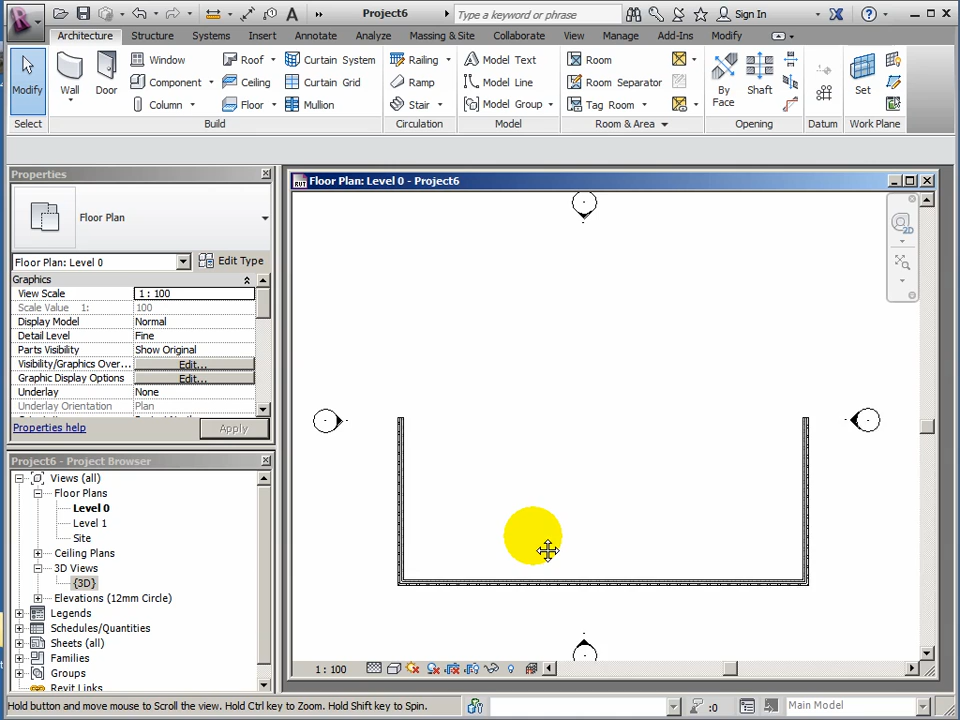 Project6
Type a keyword or phrase
Sign In
Architecture Structure Systems Insert Annotate Analyze Massing & Site Collaborate View Manage Add-Ins Modify
Modify Wall Door Window Component Column Roof Ceiling Floor Curtain System Curtain Grid Mullion Railing Ramp Stair Model Text Model Line Model Group Room Room Separator Tag Room By Face Shaft Set
Select Build Circulation Model Room & Area Opening Datum Work Plane
Properties
Floor Plan
Floor Plan: Level 0 Edit Type
Graphics
View Scale 1 : 100
Scale Value 1: 100
Display Model Normal
Detail Level Fine
Parts Visibility Show Original
Visibility/Graphics Over... Edit...
Graphic Display Options Edit...
Underlay None
Underlay Orientation Plan
Properties help Apply
Project6 - Project Browser
Views (all)
Floor Plans
Level 0
Level 1
Site
Ceiling Plans
3D Views
{3D}
Elevations (12mm Circle)
Legends
Schedules/Quantities
Sheets (all)
Families
Groups
Revit Links
Floor Plan: Level 0 - Project6
2D
1 : 100
Hold button and move mouse to Scroll the view. Hold Ctrl key to Zoom. Hold Shift key to Spin.
:0
Main Model